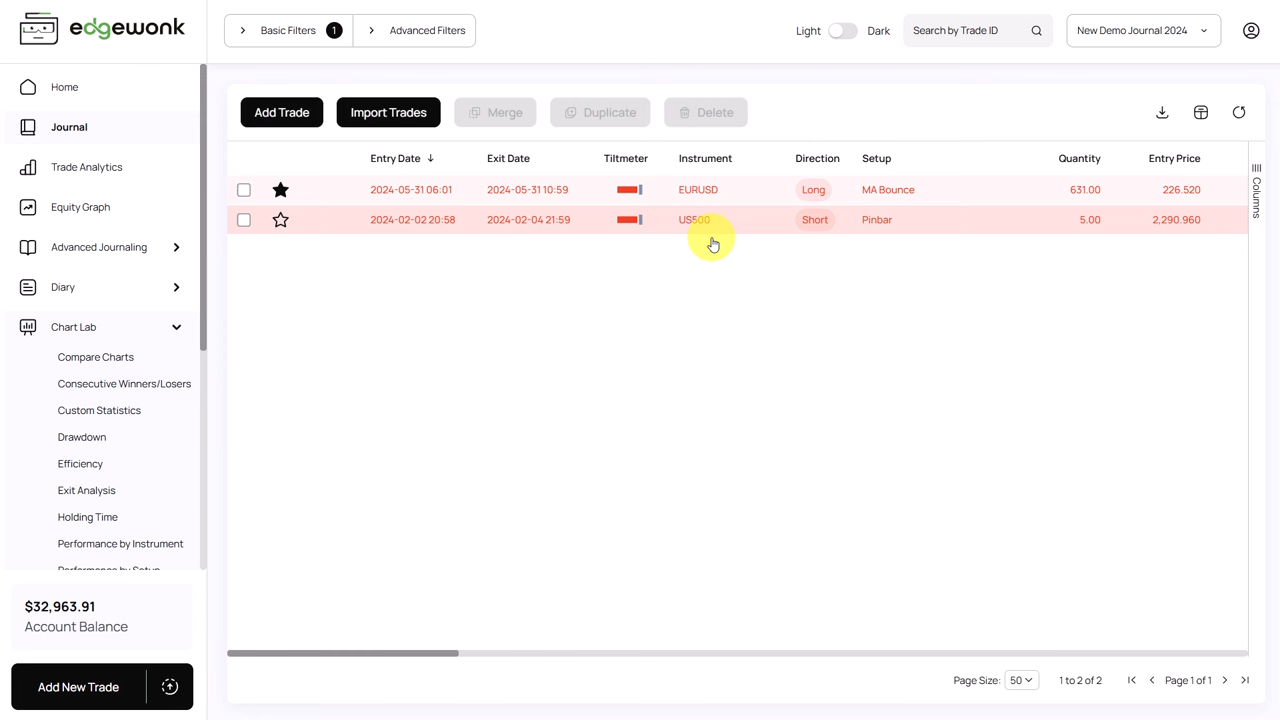 edgewonk
Basic Filters 1 Advanced Filters
Light Dark
Search by Trade ID
New Demo Journal 2024
Home
Journal
Trade Analytics
Equity Graph
Advanced Journaling
Diary
Chart Lab
Compare Charts
Consecutive Winners/Losers
Custom Statistics
Drawdown
Efficiency
Exit Analysis
Holding Time
Performance by Instrument
Performance by Setup
$32,963.91
Account Balance
Add New Trade
Add Trade Import Trades Merge Duplicate Delete
Entry Date Exit Date Tiltmeter Instrument Direction Setup Quantity Entry Price
2024-05-31 06:01 2024-05-31 10:59 EURUSD Long MA Bounce 631.00 226.520
2024-02-02 20:58 2024-02-04 21:59 US500 Short Pinbar 5.00 2,290.960
Columns
Page Size: 50 1 to 2 of 2 Page 1 of 1